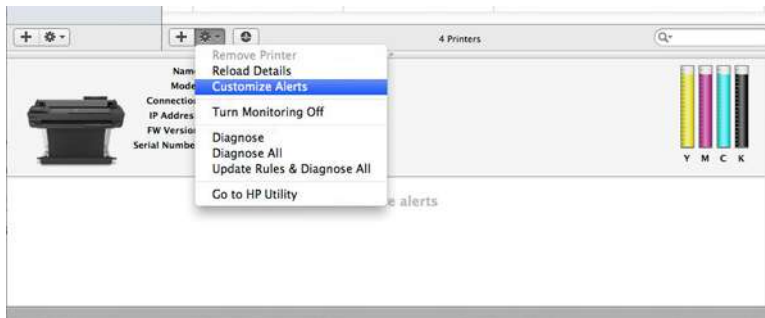 4 Printers
Remove Printer
Reload Details
Customize Alerts
Turn Monitoring Off
Diagnose
Diagnose All
Update Rules & Diagnose All
Go to HP Utility
Nam
Mode
Connectio
IP Addres
FW Versio
Serial Numbe
Y M C K
e alerts